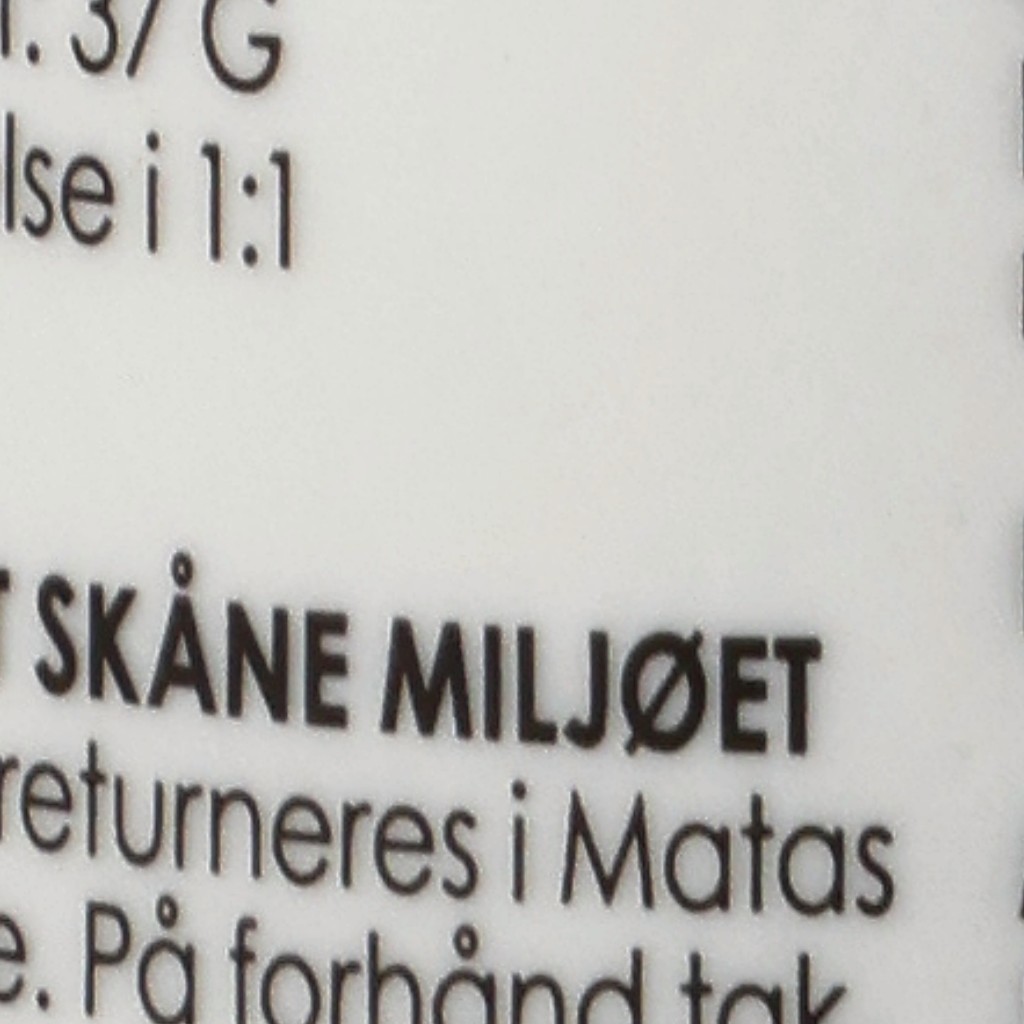 . 37 G
lse i 1:1
SKÅNE MILJØET
returneres i Matas
e. På forhånd tak